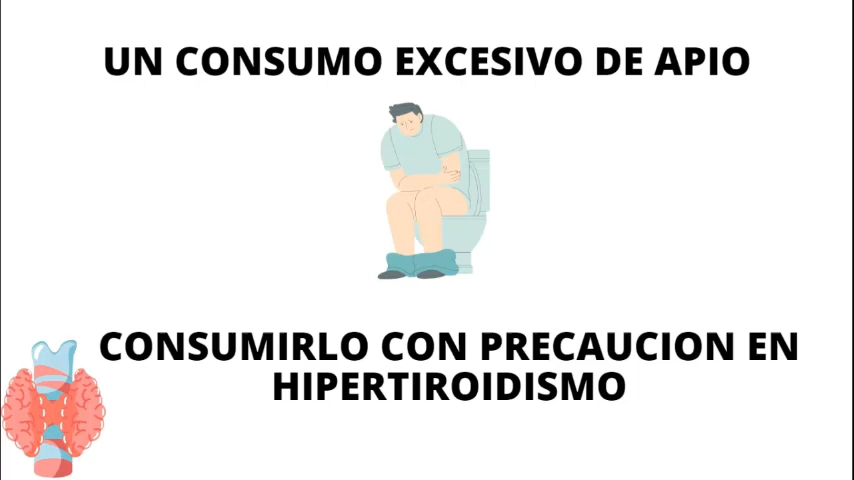 UN CONSUMO EXCESIVO DE APIO
CONSUMIRLO CON PRECAUCION EN
HIPERTIROIDISMO